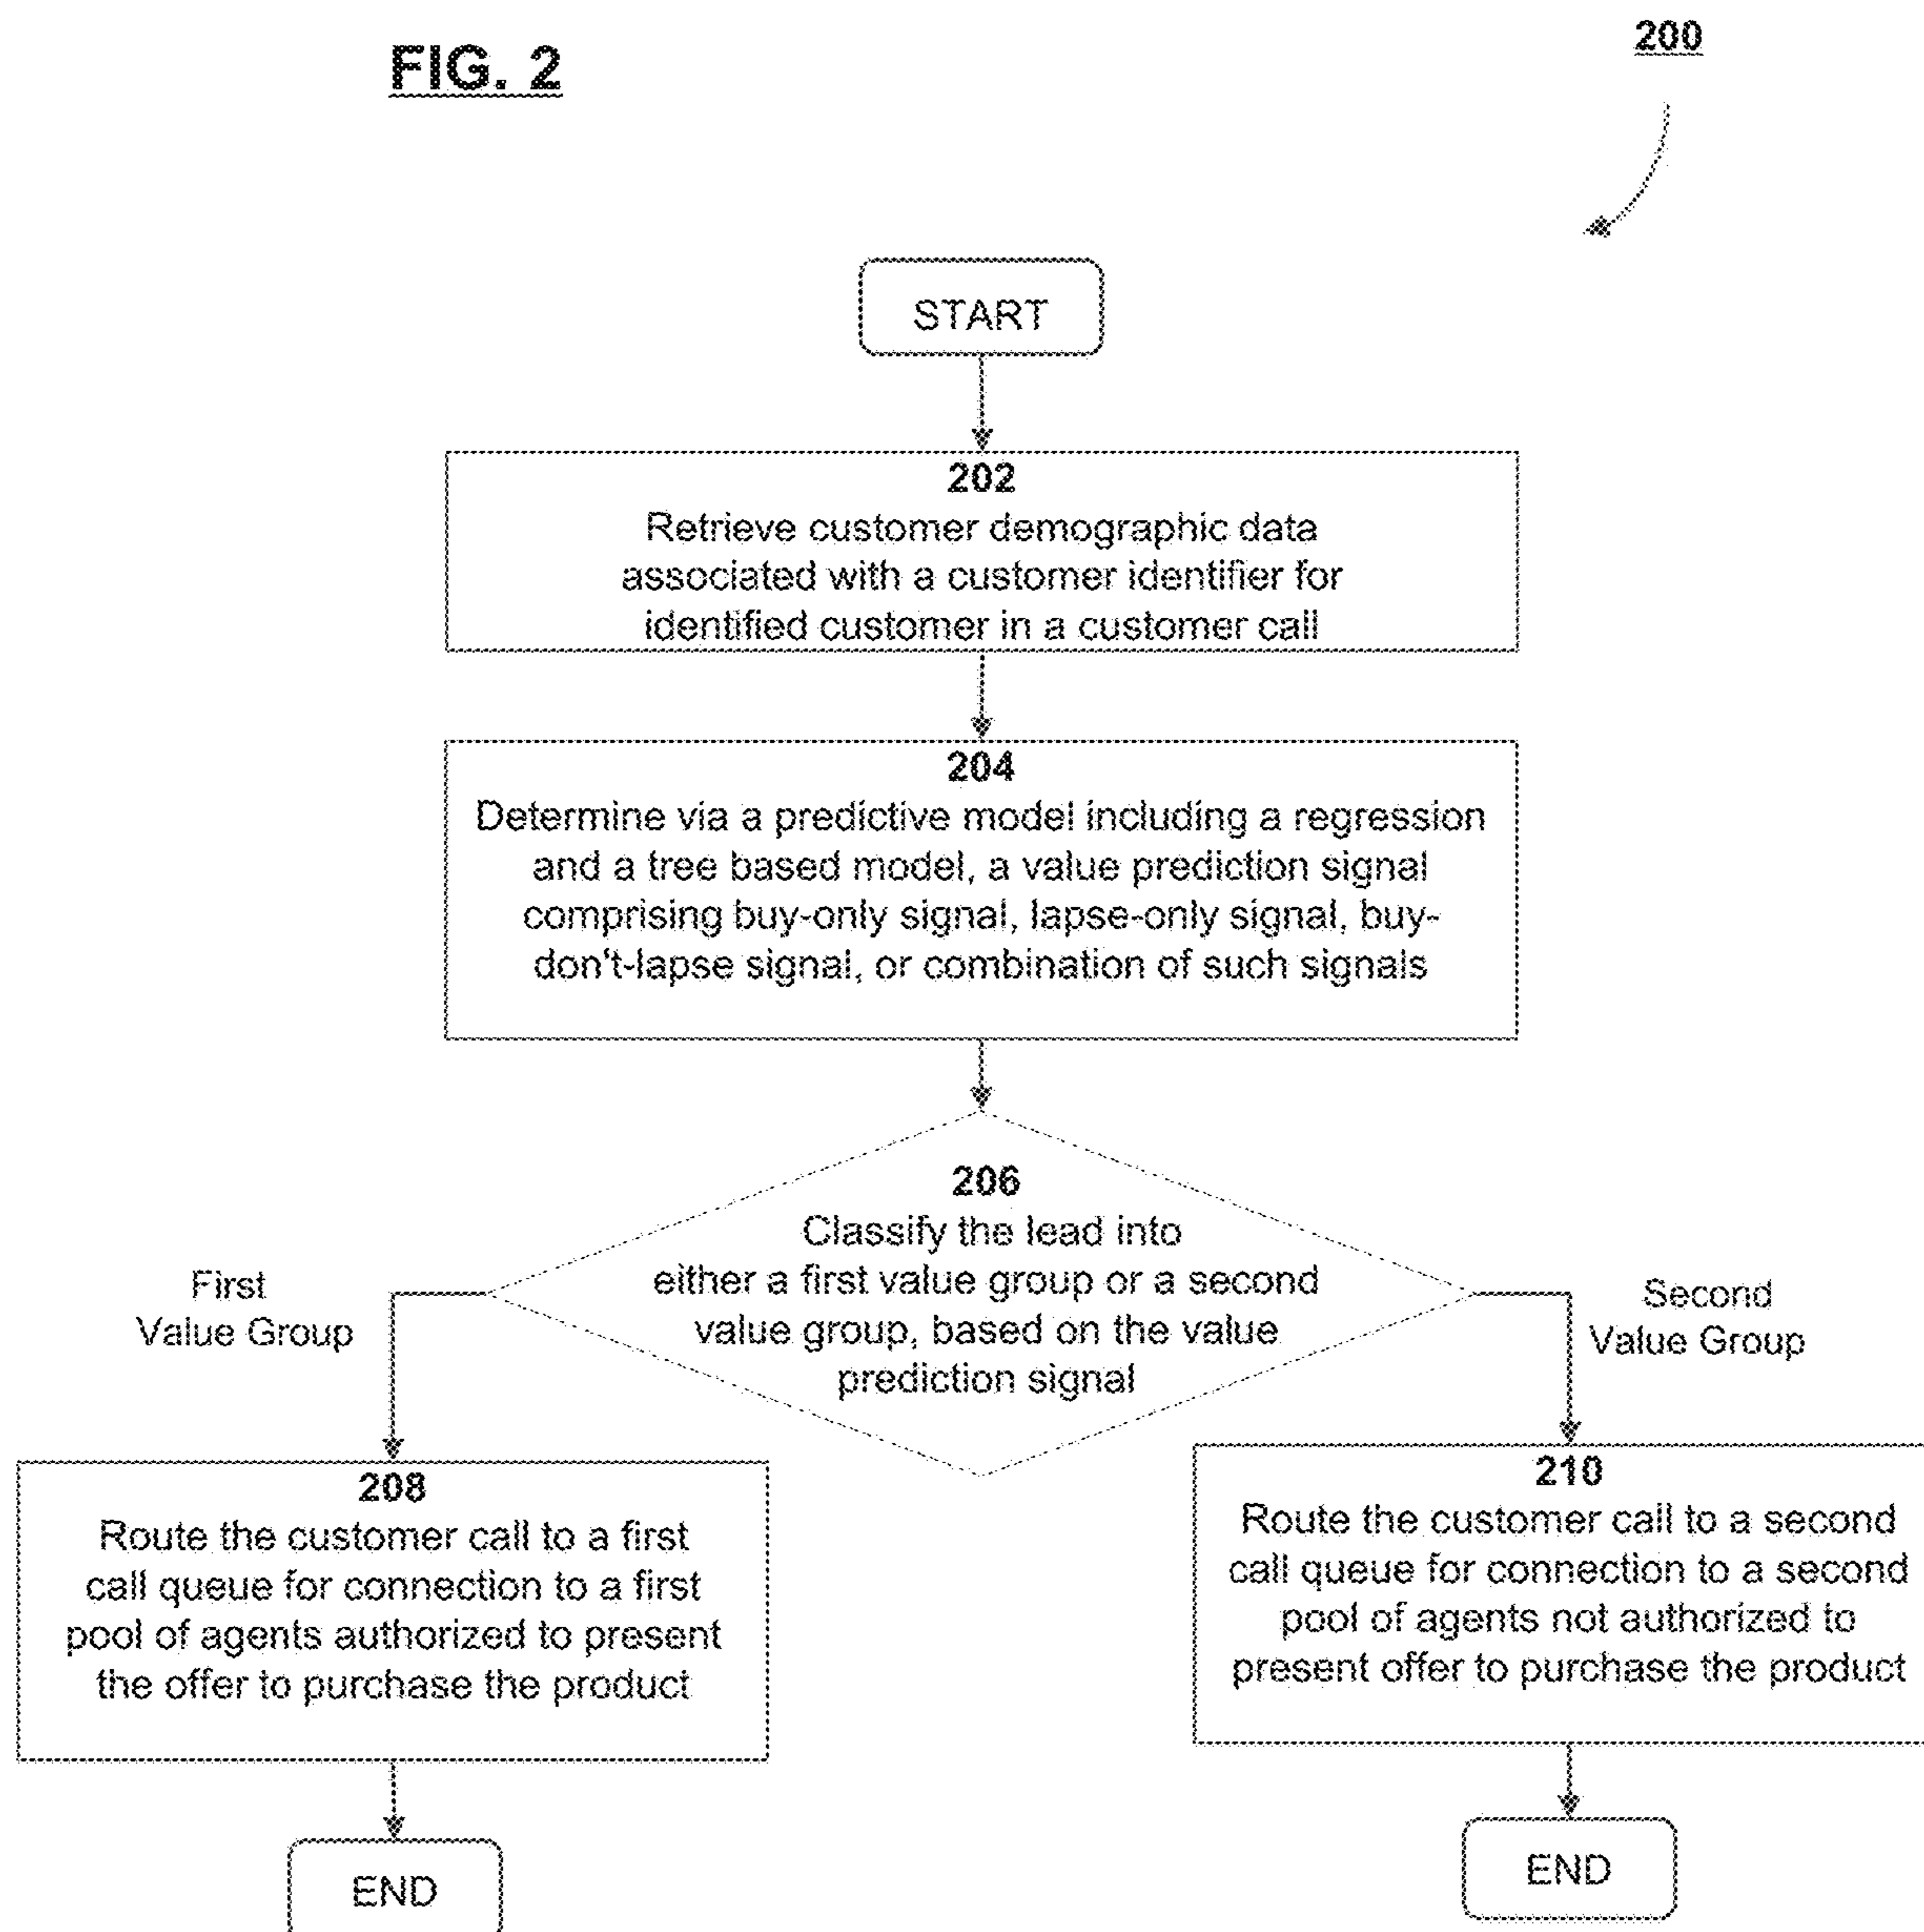 FIG. 2
200
START
202
Retrieve customer demographic data
associated with a customer identifier for
identified customer in a customer call
204
Determine via a predictive model including a regression
and a tree based model, a value prediction signal
comprising buy-only signal, lapse-only signal, buy-
don't-lapse signal, or combination of such signals
206
Classify the lead into
either a first value group or a second
value group, based on the value
prediction signal
First
Value Group
Second
Value Group
208
Route the customer call to a first
call queue for connection to a first
pool of agents authorized to present
the offer to purchase the product
210
Route the customer call to a second
call queue for connection to a second
pool of agents not authorized to
present offer to purchase the product
END
END